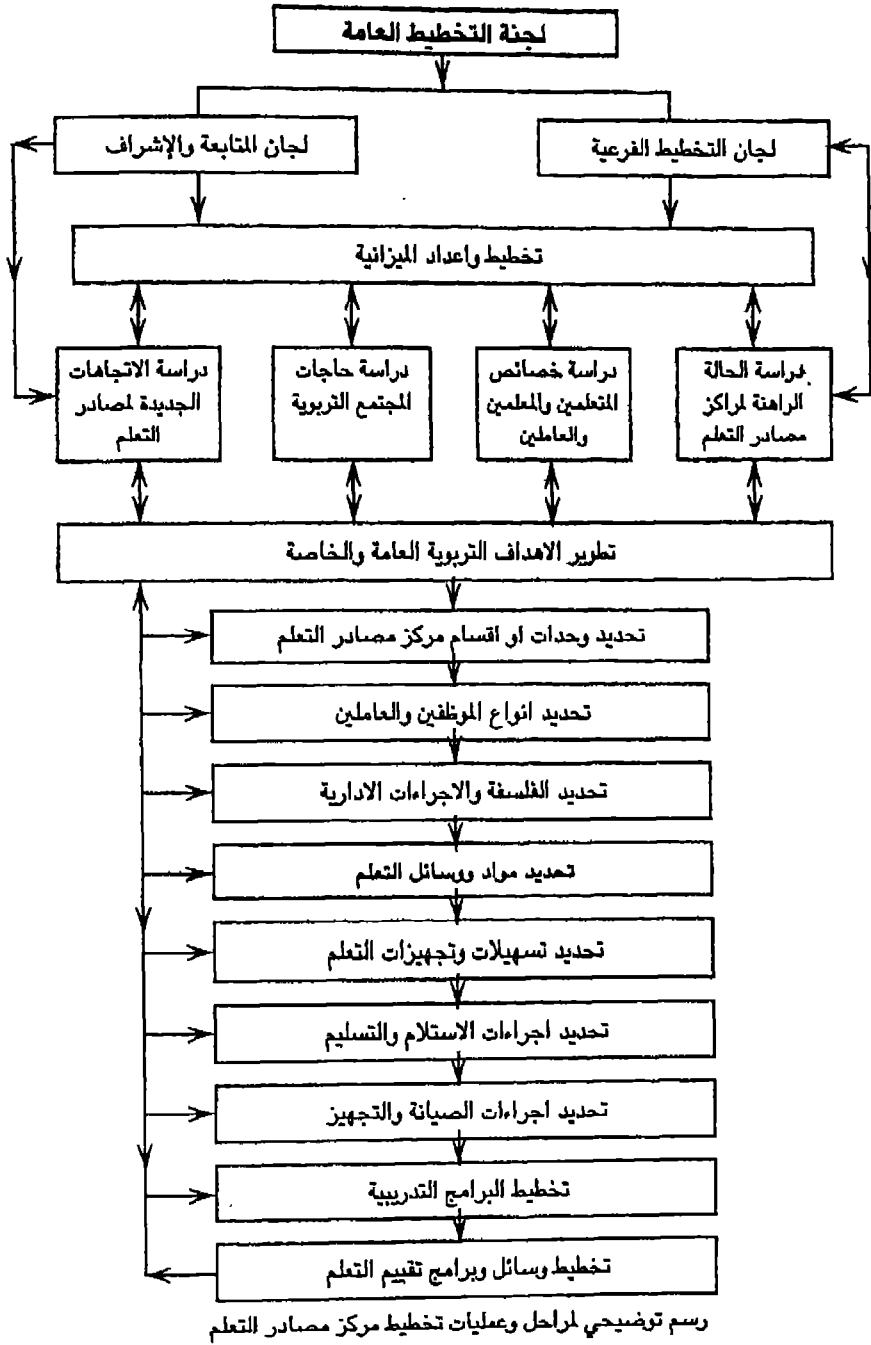 لجنة التخطيط العامة
لجان التخطيط الفرعية
لجان المتابعة والإشراف
تخطيط واعداد الميزانية
دراسة الحالة
الراهنة لمراكز
مصادر التعلم
دراسة خصائص
المتعلمين والمعلمين
والعاملين
دراسة حاجات
المجتمع التربوية
دراسة الاتجاهات
الجديدة لمصادر
التعلم
تطوير الاهداف التربوية العامة والخاصة
تحديد وحدات او اقسام مركز مصادر التعلم
تحديد انواع الموظفين والعاملين
تحديد الفلسفة والاجراءات الادارية
تحديد مواد ووسائل التعلم
تحديد تسهيلات وتجهيزات التعلم
تحديد اجراءات الاستلام والتسليم
تحديد اجراءات الصيانة والتجهيز
تخطيط البرامج التدريبية
تخطيط وسائل وبرامج تقييم التعلم
رسم توضيحي لمراحل وعمليات تخطيط مركز مصادر التعلم